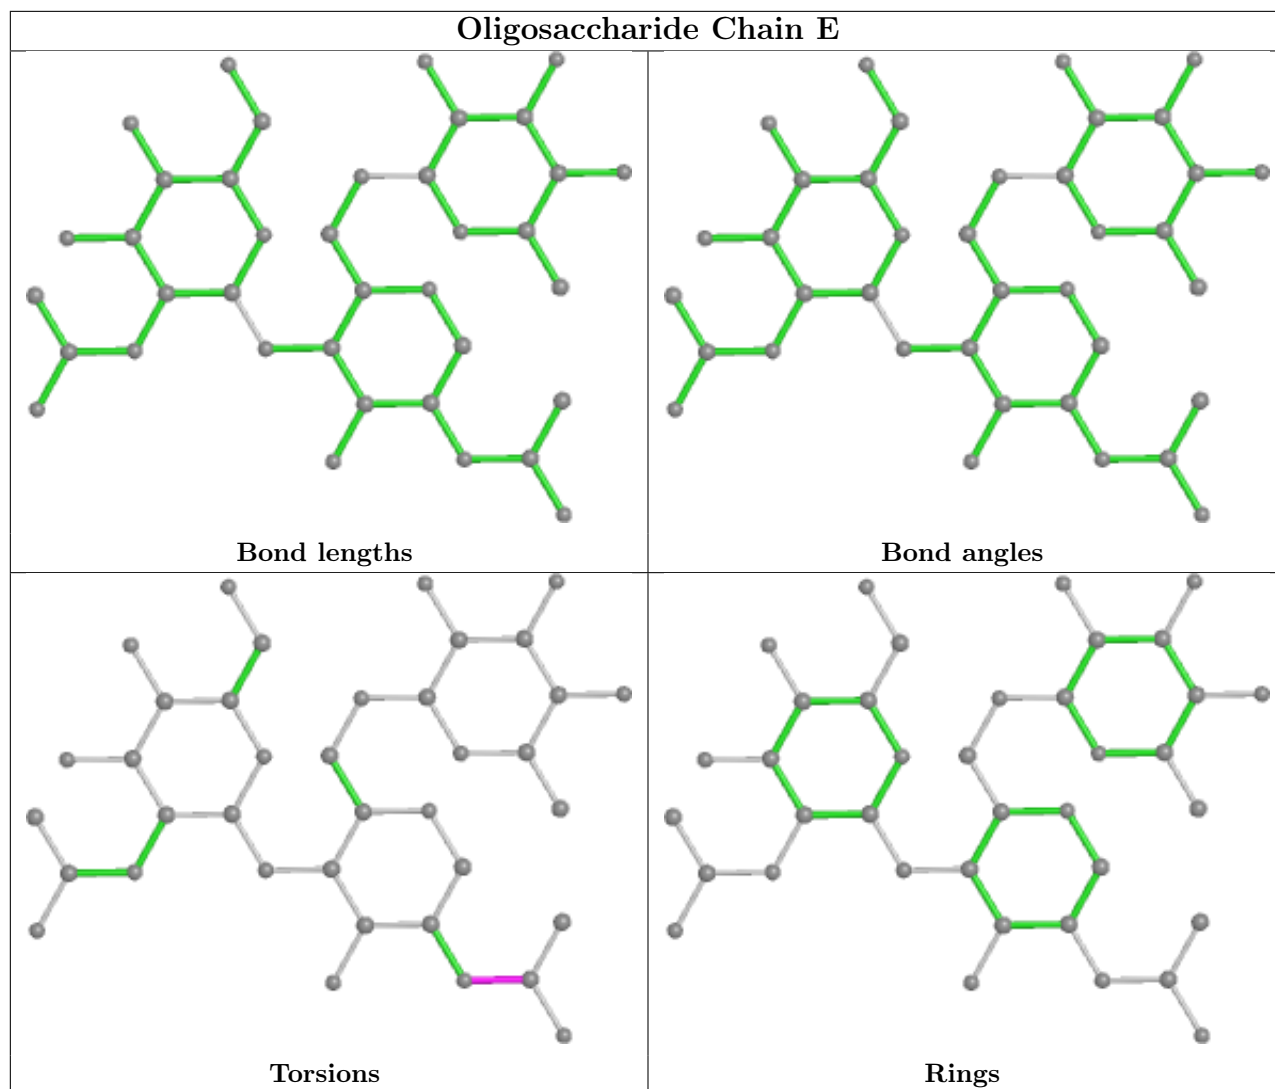 Oligosaccharide Chain E
Bond lengths
Bond angles
Torsions
Rings